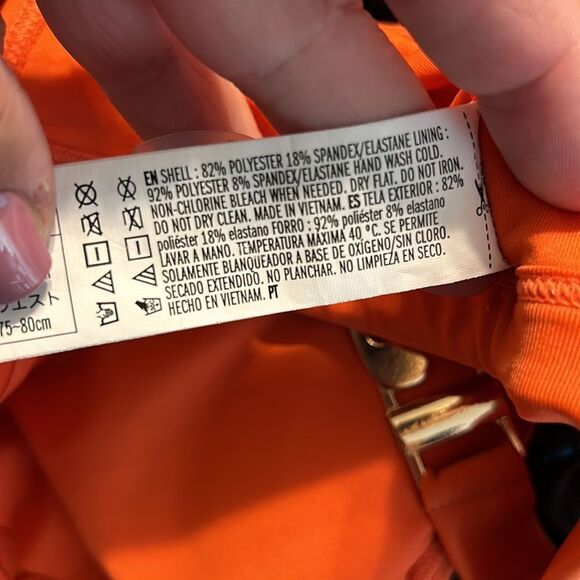 EN SHELL : 82% POLYESTER 18% SPANDEX/ELASTANE LINING :
92% POLYESTER 8% SPANDEX/ELASTANE HAND WASH COLD.
NON-CHLORINE BLEACH WHEN NEEDED. DRY FLAT. DO NOT IRON.
DO NOT DRY CLEAN. MADE IN VIETNAM. ES TELA EXTERIOR : 82%
poliéster 18% elastano FORRO : 92% poliéster 8% elastano
LAVAR A MANO. TEMPERATURA MÁXIMA 40 °C. SE PERMITE
SOLAMENTE BLANQUEADOR A BASE DE OXÍGENO/SIN CLORO.
SECADO EXTENDIDO. NO PLANCHAR. NO LIMPIEZA EN SECO.
HECHO EN VIETNAM. PT
ウエスト
75~80cm